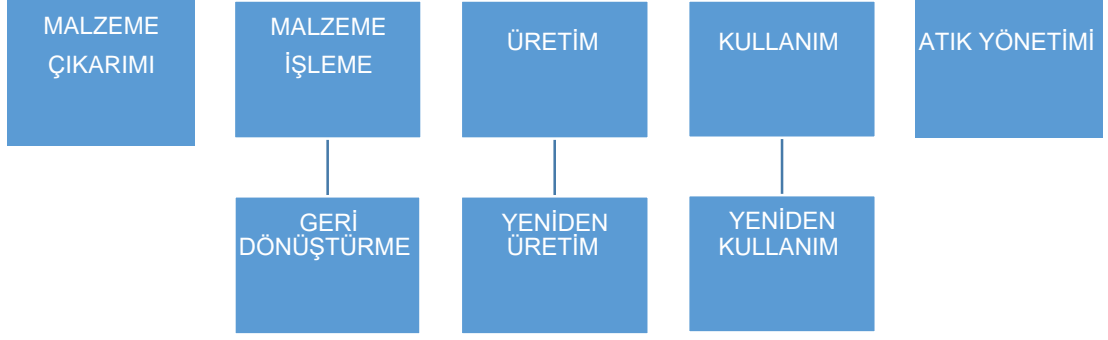 MALZEME
ÇIKARIMI
MALZEME
İŞLEME
ÜRETİM
KULLANIM
ATIK YÖNETİMİ
GERİ
DÖNÜŞTÜRME
YENİDEN
ÜRETİM
YENİDEN
KULLANIM